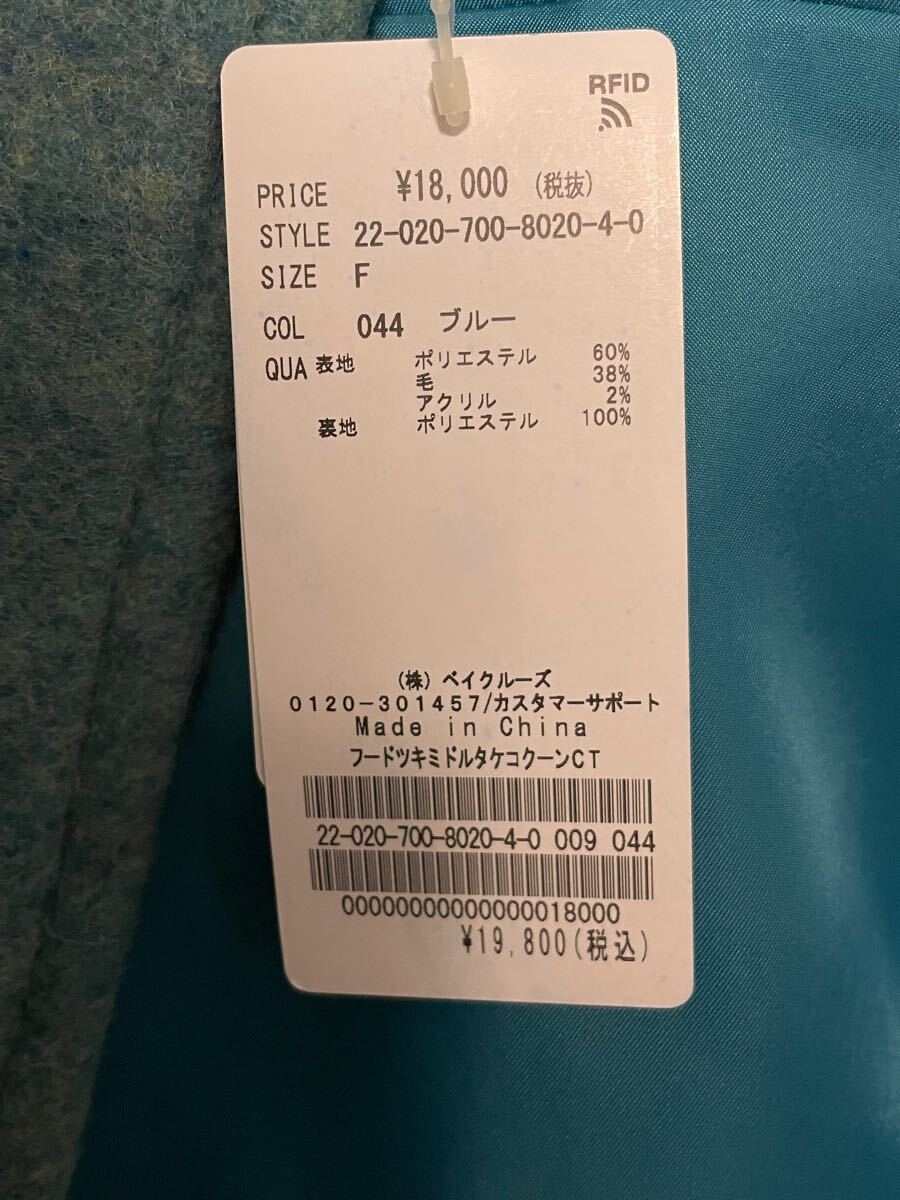 RFID
PRICE ¥18,000 (税抜)
STYLE 22-020-700-8020-4-0
SIZE F
COL 044 ブルー
QUA 表地 ポリエステル 60%
毛 38%
アクリル 2%
裏地 ポリエステル 100%
(株) ベイクルーズ
0120-301457/カスタマーサポート
Made in China
フードツキミドルタケコクーンCT
22-020-700-8020-4-0 009 044
00000000000000018000
¥19,800(税込)